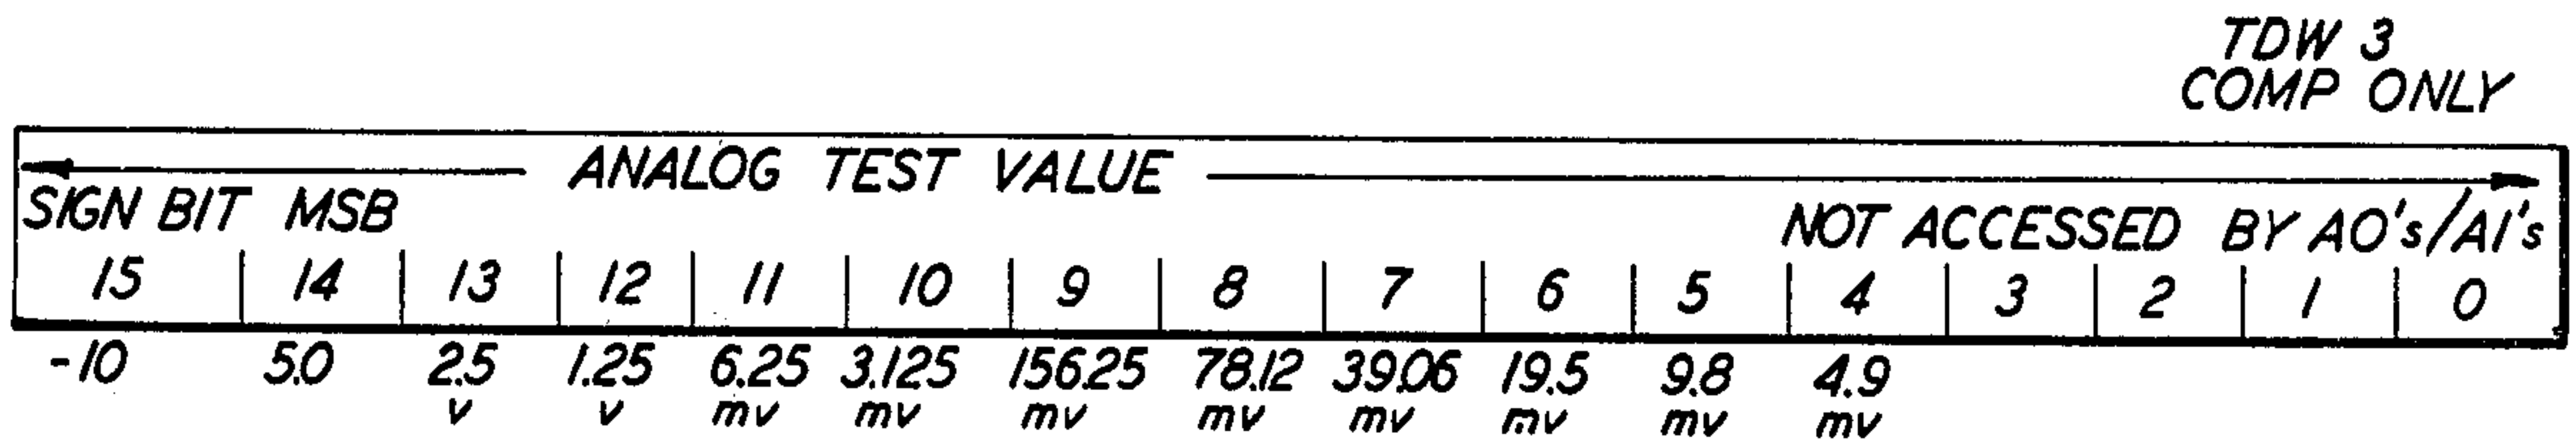 TDW 3
COMP ONLY
ANALOG TEST VALUE
SIGN BIT MSB
NOT ACCESSED BY AO's/AI's
15 14 13 12 11 10 9 8 7 6 5 4 3 2 1 0
-10 5.0 2.5 1.25 6.25 3.125 156.25 78.12 39.06 19.5 9.8 4.9
v v mv mv mv mv mv mv mv mv